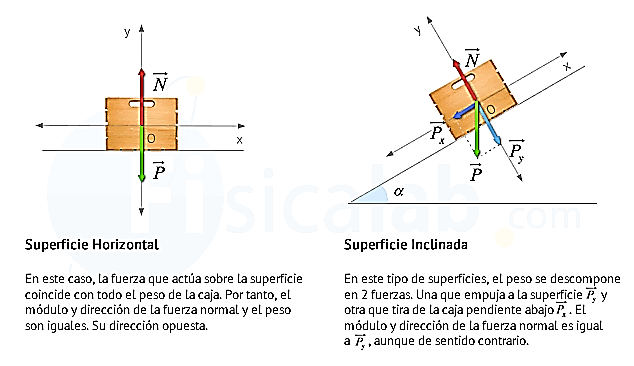 y
y
N
N
x
O
O
x
Px
Py
P
P
α
fisicalab.com
Superficie Horizontal
En este caso, la fuerza que actúa sobre la superficie
coincide con todo el peso de la caja. Por tanto, el
módulo y dirección de la fuerza normal y el peso
son iguales. Su dirección opuesta.
Superficie Inclinada
En este tipo de superficies, el peso se descompone
en 2 fuerzas. Una que empuja a la superficie Py y
otra que tira de la caja pendiente abajo Px. El
módulo y dirección de la fuerza normal es igual
a Py, aunque de sentido contrario.